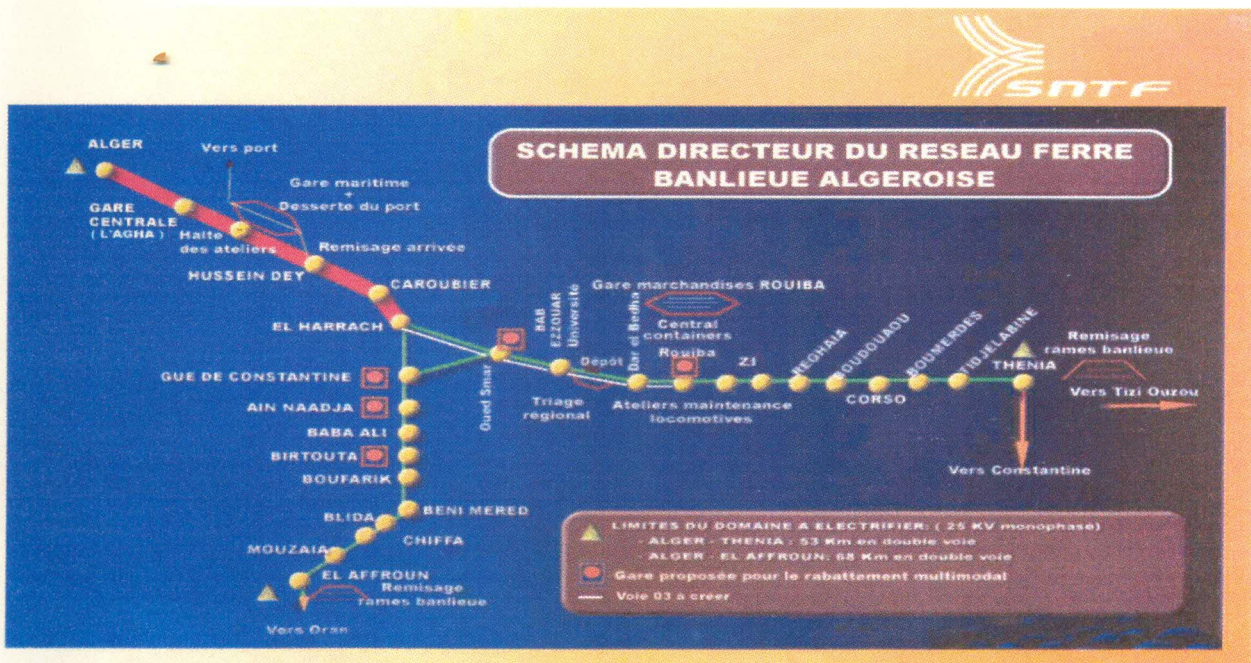 SNTF
SCHEMA DIRECTEUR DU RESEAU FERRE
BANLIEUE ALGEROISE
ALGER
Vers port
Gare maritime
+
Desserte du port
GARE
CENTRALE
( L'AGHA )
Halte
des ateliers
Remisage arrivée
HUSSEIN DEY
CAROUBIER
EL HARRACH
Gare marchandises ROUIBA
Central
containers
BAB
EZZOUAR
Université
Dar el Bedha
Rouiba
Dépôt
ZI
REGHAIA
BOUDOUAOU
BOUMERDES
TIDJELABINE
Remisage
rames banlieue
THENIA
Vers Tizi Ouzou
GUE DE CONSTANTINE
Oued Smar
Triage
régional
Ateliers maintenance
locomotives
CORSO
AIN NAADJA
BABA ALI
BIRTOUTA
BOUFARIK
Vers Constantine
BENI MERED
BLIDA
CHIFFA
MOUZAIA
EL AFFROUN
Remisage
rames banlieue
Vers Oran
LIMITES DU DOMAINE A ELECTRIFIER: ( 25 KV monophasé)
- ALGER - THENIA : 53 Km en double voie
- ALGER - EL AFFROUN: 68 Km en double voie
Gare proposée pour le rabattement multimodal
Voie 03 a créer